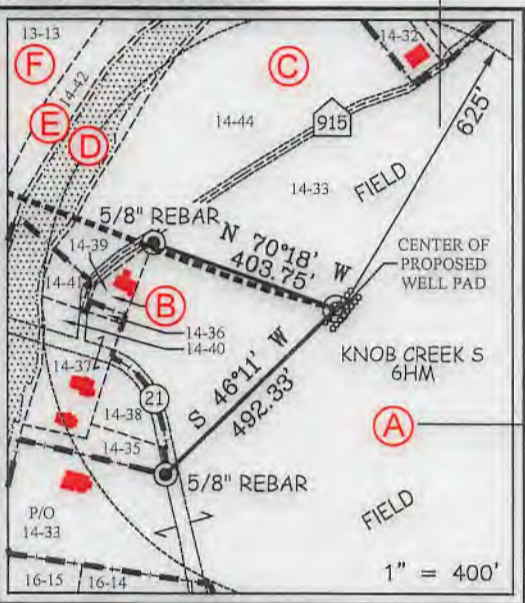 13-13
F
14-42
E
D
C
14-32
14-44
915
625'
14-33
FIELD
5/8" REBAR
N 70°18' W
403.75'
CENTER OF
PROPOSED
WELL PAD
14-39
14-41
B
14-36
14-40
KNOB CREEK S
6HM
14-37
S 46°11' W
492.33'
21
14-38
A
14-35
5/8" REBAR
P/O
14-33
FIELD
16-15
16-14
1" = 400'